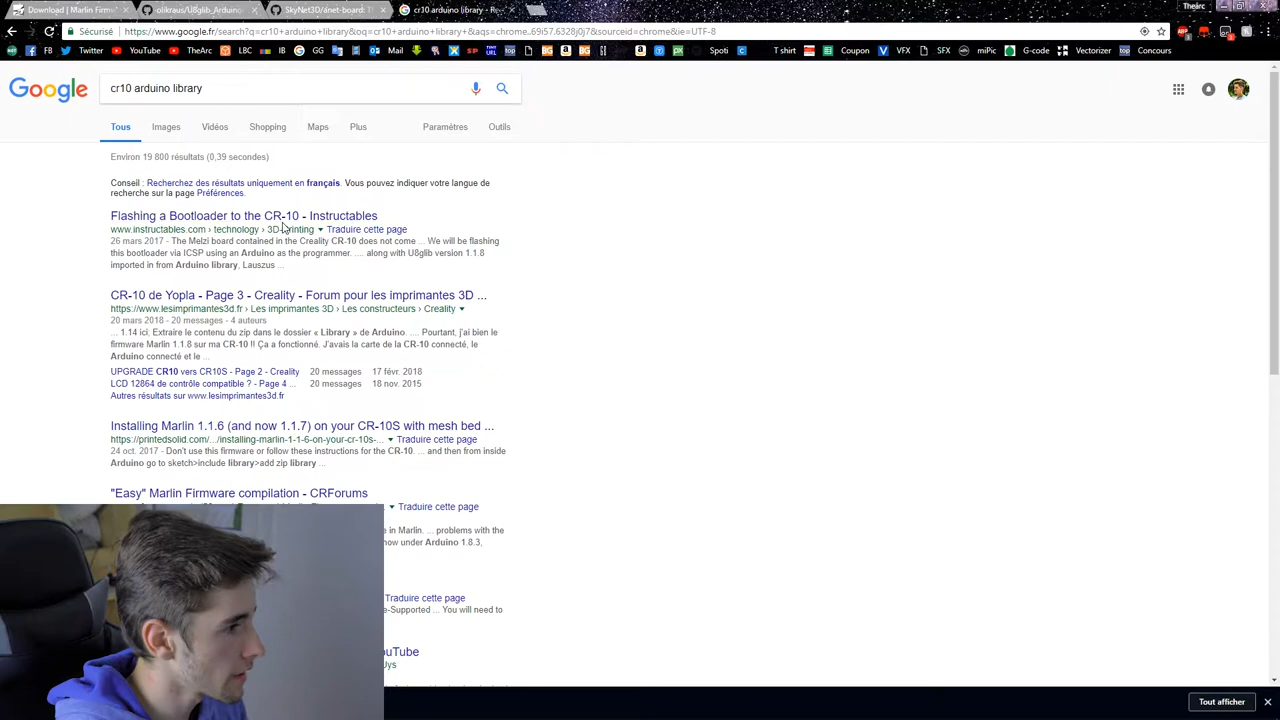 Download | Marlin Firmw
olikraus/U8glib_Arduino
SkyNet3D/anet-board: Th
cr10 arduino library - Re
Thearc
Sécurisé
https://www.google.fr/search?q=cr10+arduino+library&oq=cr10+arduino+library+&aqs=chrome..69i57.6328j0j7&sourceid=chrome&ie=UTF-8
FB Twitter YouTube TheArc LBC IB GG Mail top Spoti C T shirt Coupon VFX SFX miPic G-code Vectorizer top Concours
Google
cr10 arduino library
Tous Images Vidéos Shopping Maps Plus Paramètres Outils
Environ 19 800 résultats (0,39 secondes)
Conseil : Recherchez des résultats uniquement en français. Vous pouvez indiquer votre langue de
recherche sur la page Préférences.
Flashing a Bootloader to the CR-10 - Instructables
www.instructables.com › technology › 3D-Printing ▾ Traduire cette page
26 mars 2017 - The Melzi board contained in the Creality CR-10 does not come ... We will be flashing
this bootloader via ICSP using an Arduino as the programmer. .... along with U8glib version 1.1.8
imported in from Arduino library, Lauszus ...
CR-10 de Yopla - Page 3 - Creality - Forum pour les imprimantes 3D ...
https://www.lesimprimantes3d.fr › Les imprimantes 3D › Les constructeurs › Creality ▾
20 mars 2018 - 20 messages - 4 auteurs
... 1.14 ici. Extraire le contenu du zip dans le dossier « Library » de Arduino. .... Pourtant, j'ai bien le
firmware Marlin 1.1.8 sur ma CR-10 !! Ça a fonctionné. J'avais la carte de la CR-10 connecté, le
Arduino connecté et le ...
UPGRADE CR10 vers CR10S - Page 2 - Creality 20 messages 17 févr. 2018
LCD 12864 de contrôle compatible ? - Page 4 ... 20 messages 18 nov. 2015
Autres résultats sur www.lesimprimantes3d.fr
Installing Marlin 1.1.6 (and now 1.1.7) on your CR-10S with mesh bed ...
https://printedsolid.com/.../installing-marlin-1-1-6-on-your-cr-10s-... ▾ Traduire cette page
24 oct. 2017 - Don't use this firmware or follow these instructions for the CR-10. ... and then from inside
Arduino go to sketch>include library>add zip library ...
"Easy" Marlin Firmware compilation - CRForums
▾ Traduire cette page
e in Marlin. ... problems with the
now under Arduino 1.8.3,
Traduire cette page
e-Supported ... You will need to
uTube
Uys
Tout afficher